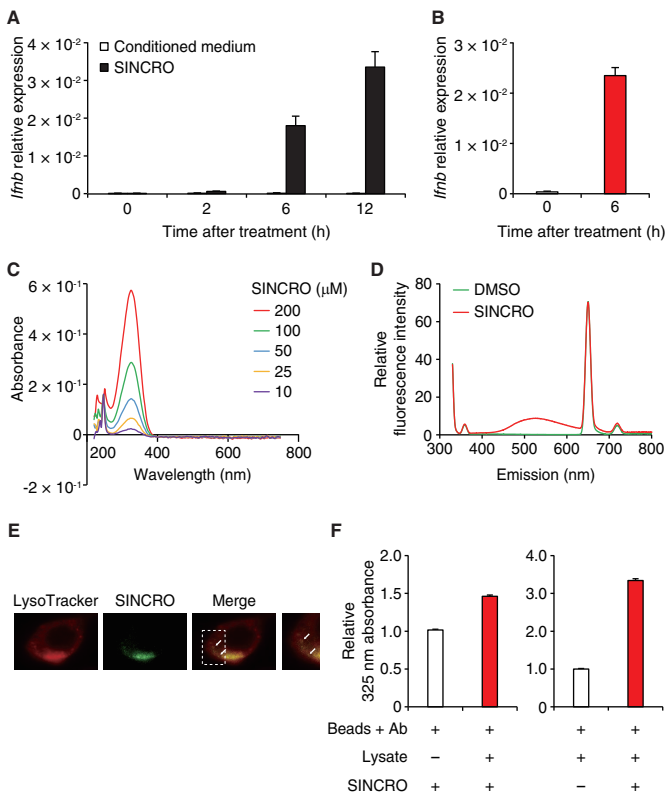 A
Ifnb relative expression
4 × 10⁻²
3 × 10⁻²
2 × 10⁻²
1 × 10⁻²
0
Conditioned medium
SINCRO
0 2 6 12
Time after treatment (h)
B
Ifnb relative expression
3 × 10⁻²
2 × 10⁻²
1 × 10⁻²
0
0 6
Time after treatment (h)
C
Absorbance
6 × 10⁻¹
4 × 10⁻¹
2 × 10⁻¹
0
-2 × 10⁻¹
200 400 600 800
Wavelength (nm)
SINCRO (μM)
200
100
50
25
10
D
Relative
fluorescence intensity
80
60
40
20
0
DMSO
SINCRO
300 400 500 600 700 800
Emission (nm)
E
LysoTracker SINCRO Merge
F
Relative
325 nm absorbance
2.0
1.5
1.0
0.5
0
4.0
3.0
2.0
1.0
0
Beads + Ab + + + +
Lysate – + + +
SINCRO + + – +